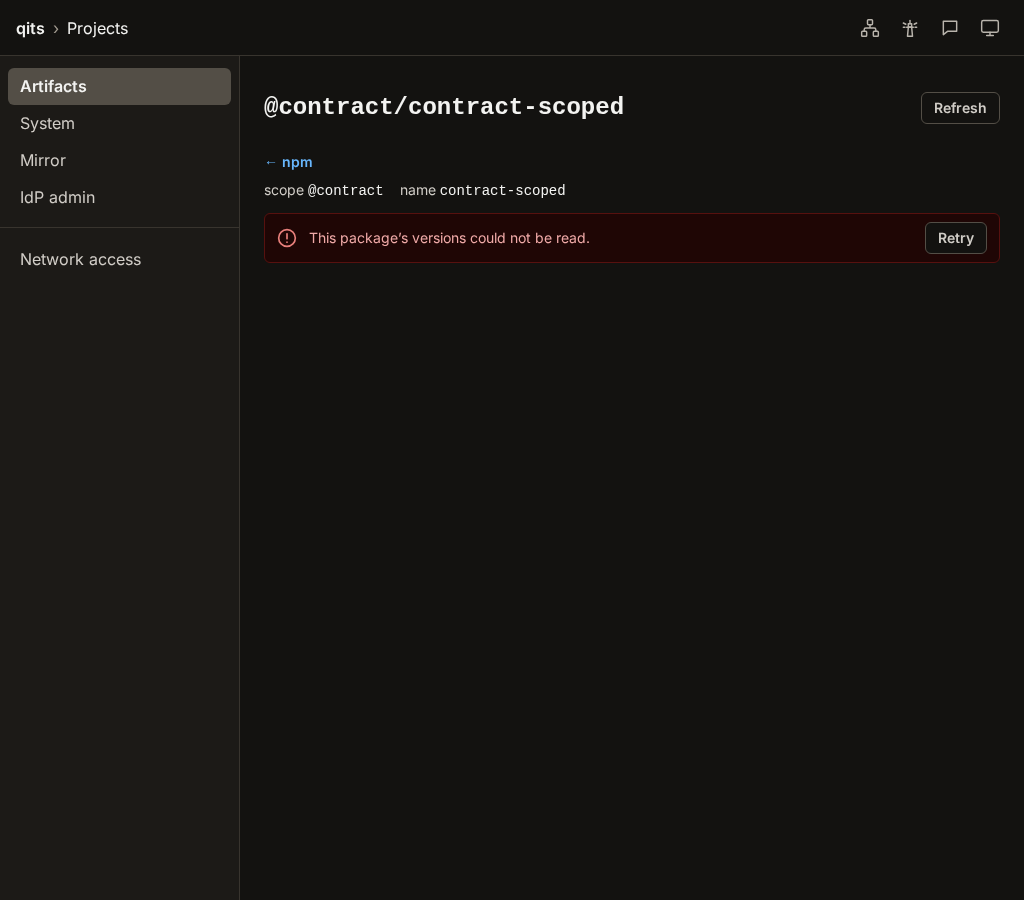 qits › Projects
Artifacts
System
Mirror
IdP admin
Network access
@contract/contract-scoped
Refresh
← npm
scope @contract name contract-scoped
This package’s versions could not be read.
Retry